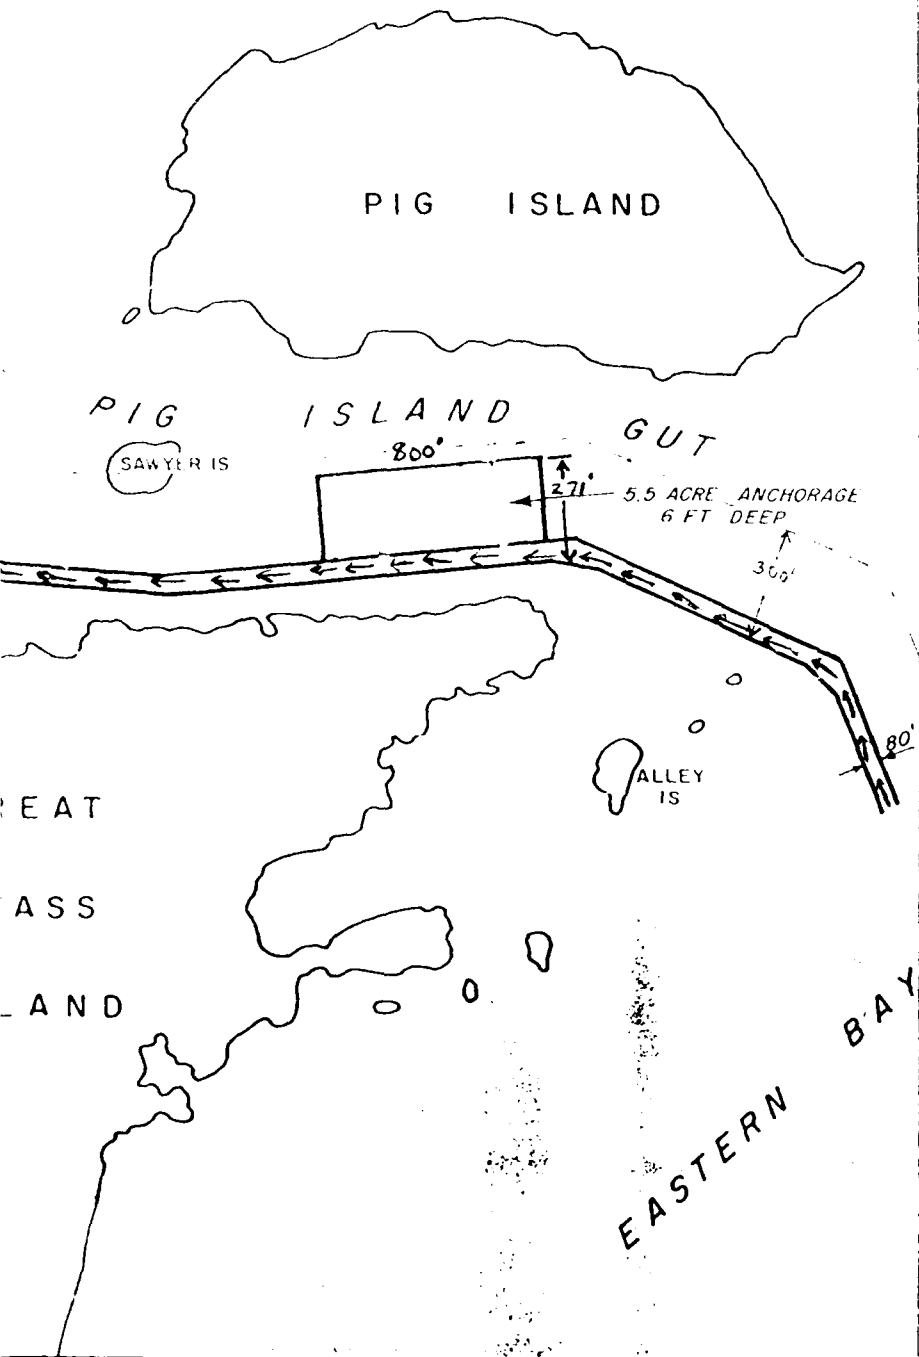 PIG ISLAND
PIG ISLAND GUT
SAWYER IS
800'
271'
5.5 ACRE ANCHORAGE
6 FT DEEP
300'
80'
ALLEY
IS
EAT
ASS
LAND
EASTERN BAY